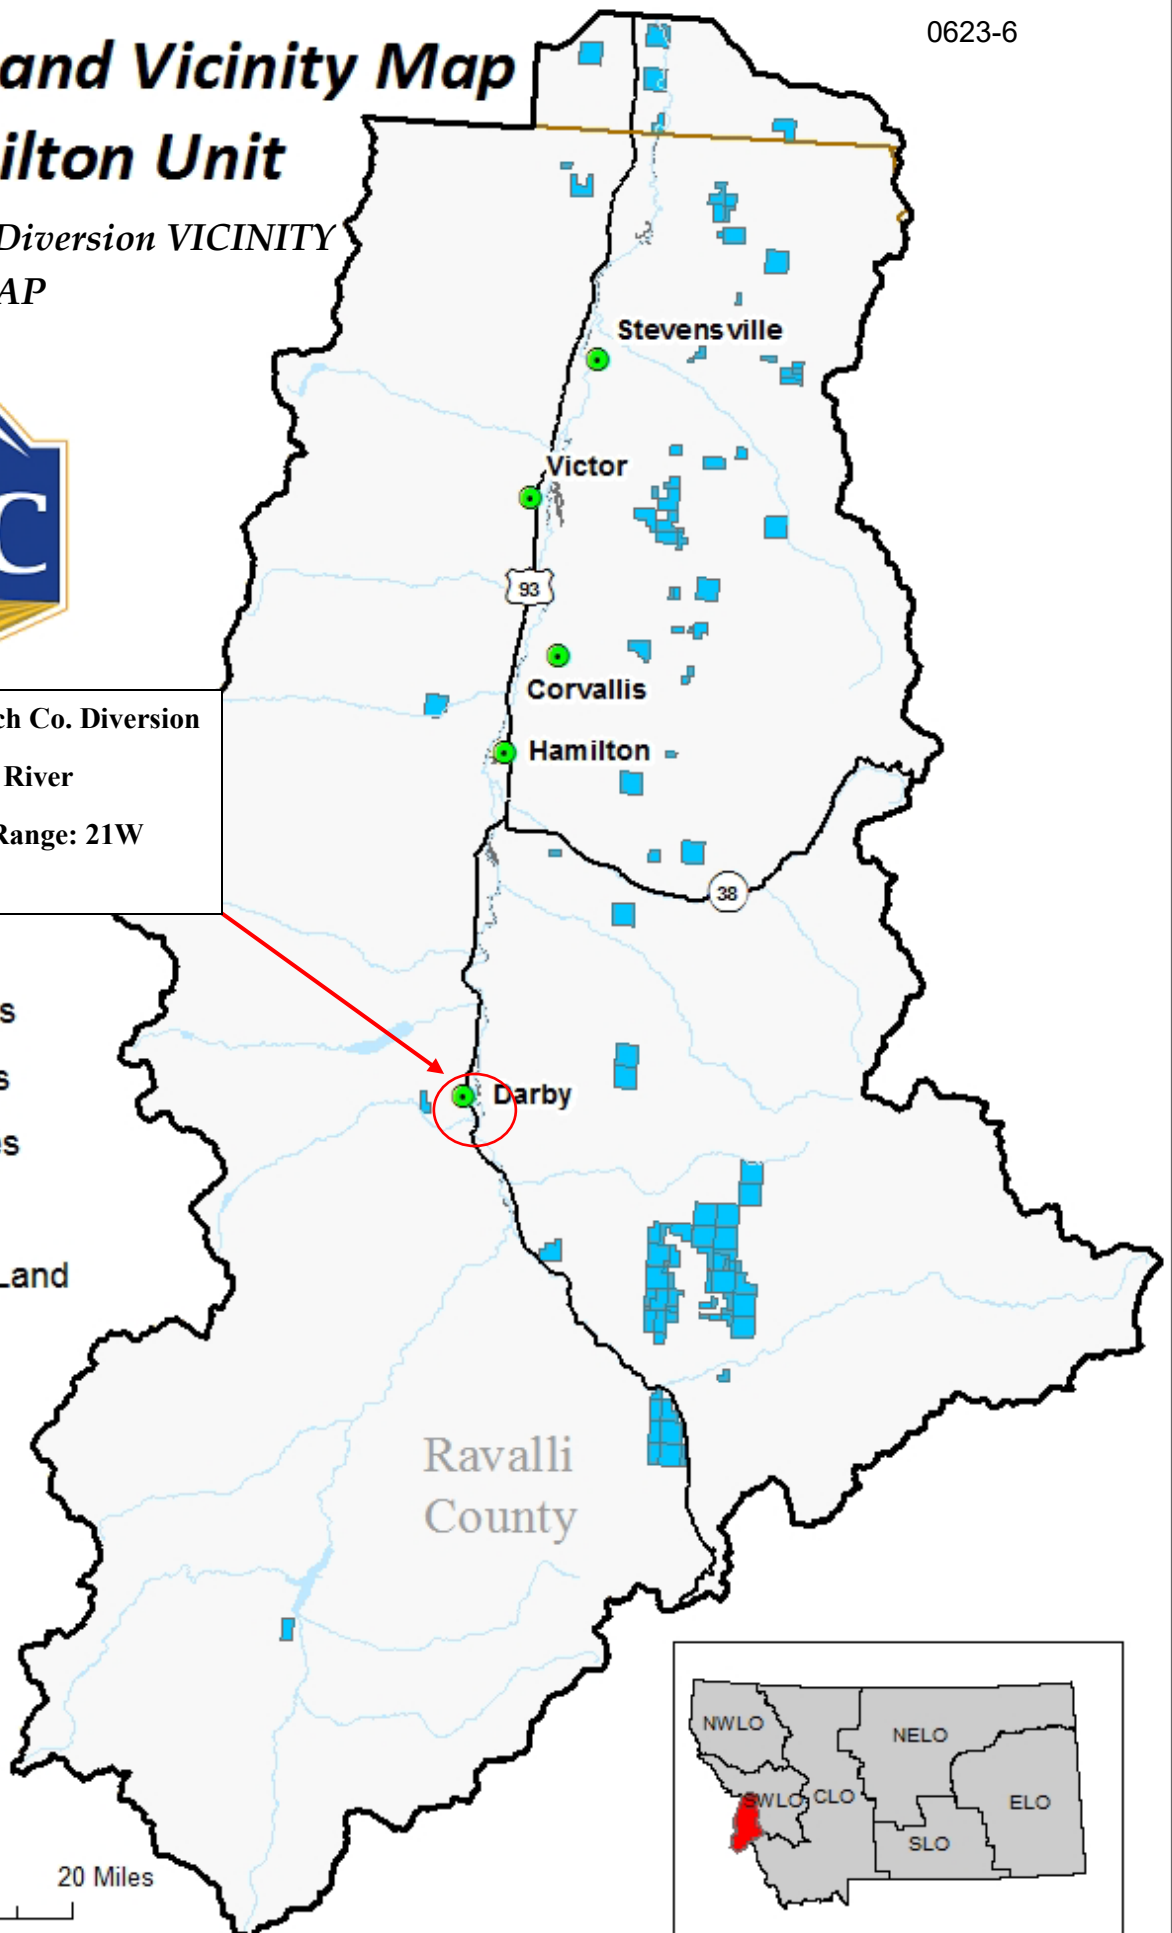 0623-6
and Vicinity Map
ilton Unit
Diversion VICINITY
AP
C
Stevensville
Victor
93
Corvallis
Hamilton
ch Co. Diversion
River
Range: 21W
38
s
s
es
Land
Darby
Ravalli
County
20 Miles
NWLO
NELO
SWLO
CLO
ELO
SLO